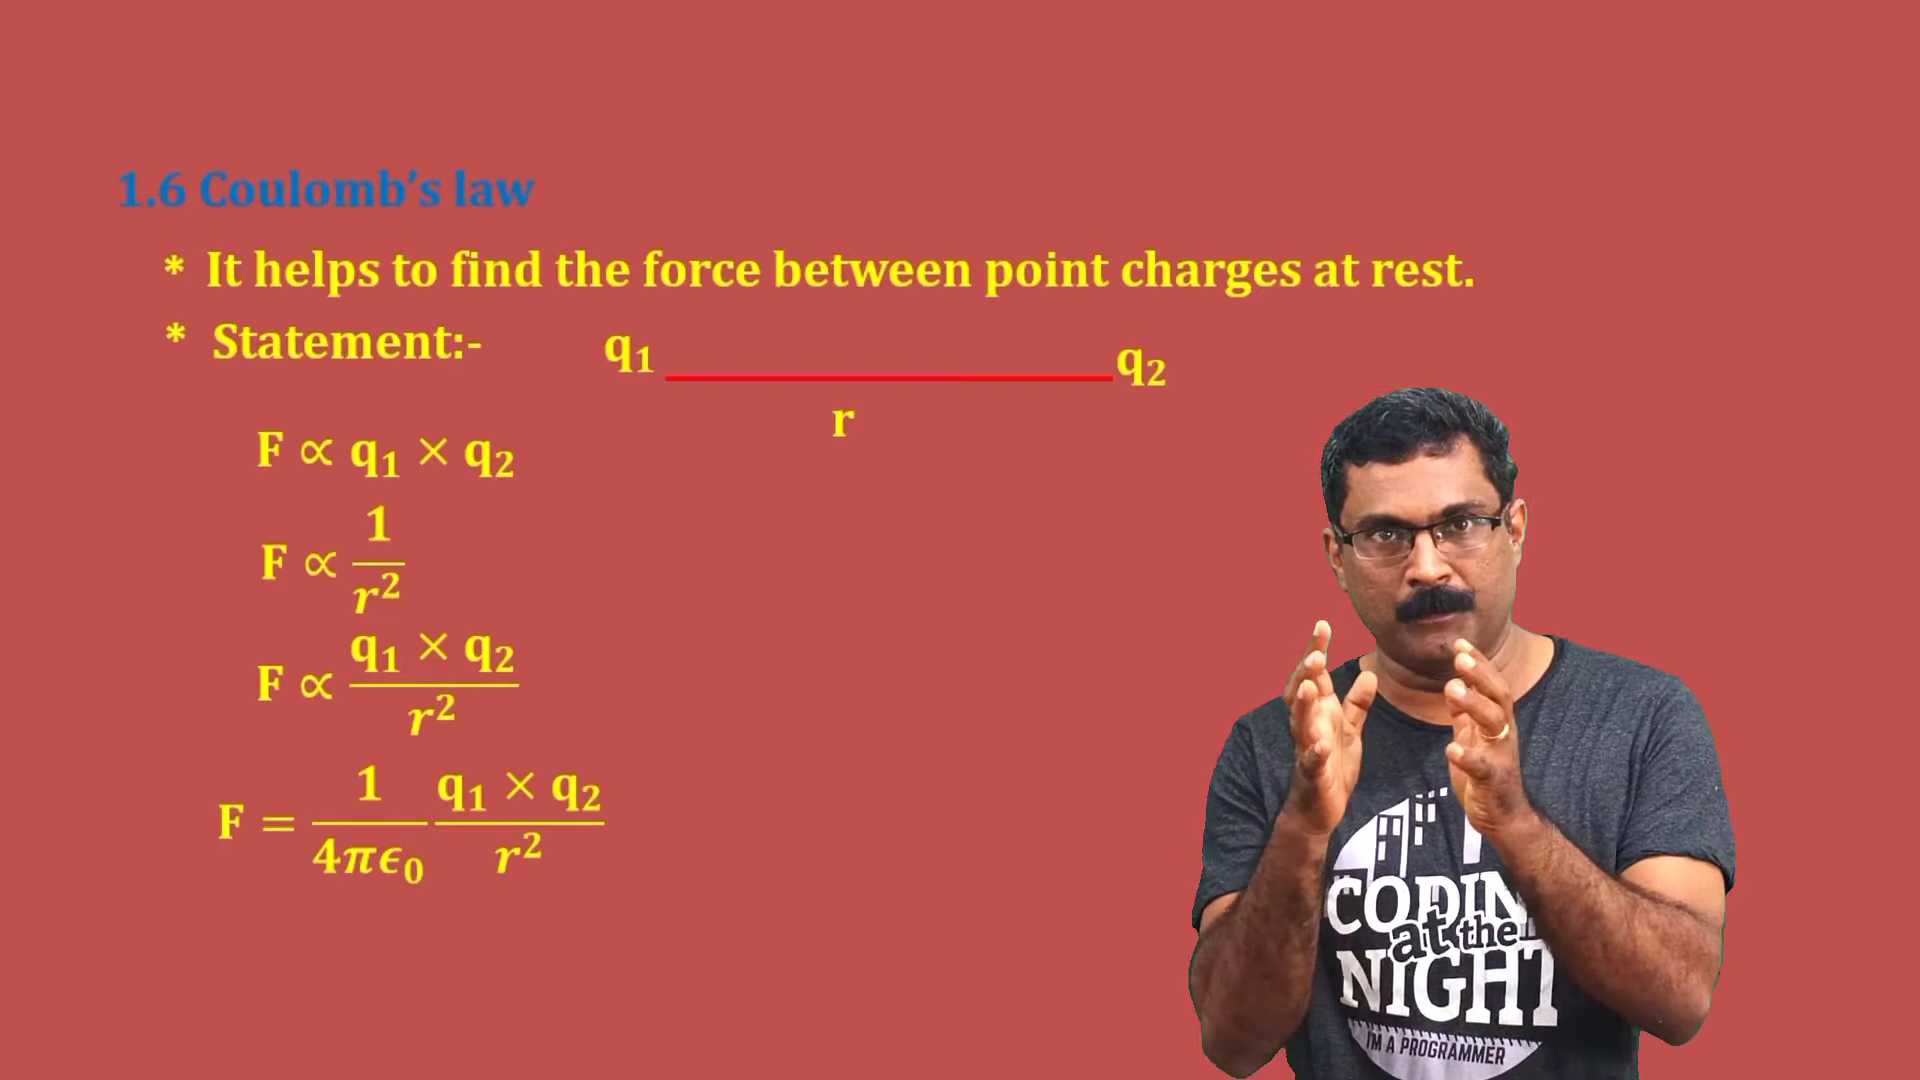 1.6 Coulomb's law
* It helps to find the force between point charges at rest.
* Statement:- q₁ q₂
r
F ∝ q₁ × q₂
F ∝ 1/r²
F ∝ (q₁ × q₂)/r²
F = 1/(4πϵ₀) (q₁ × q₂)/r²
CODIN
at the
NIGHT
I'M A PROGRAMMER